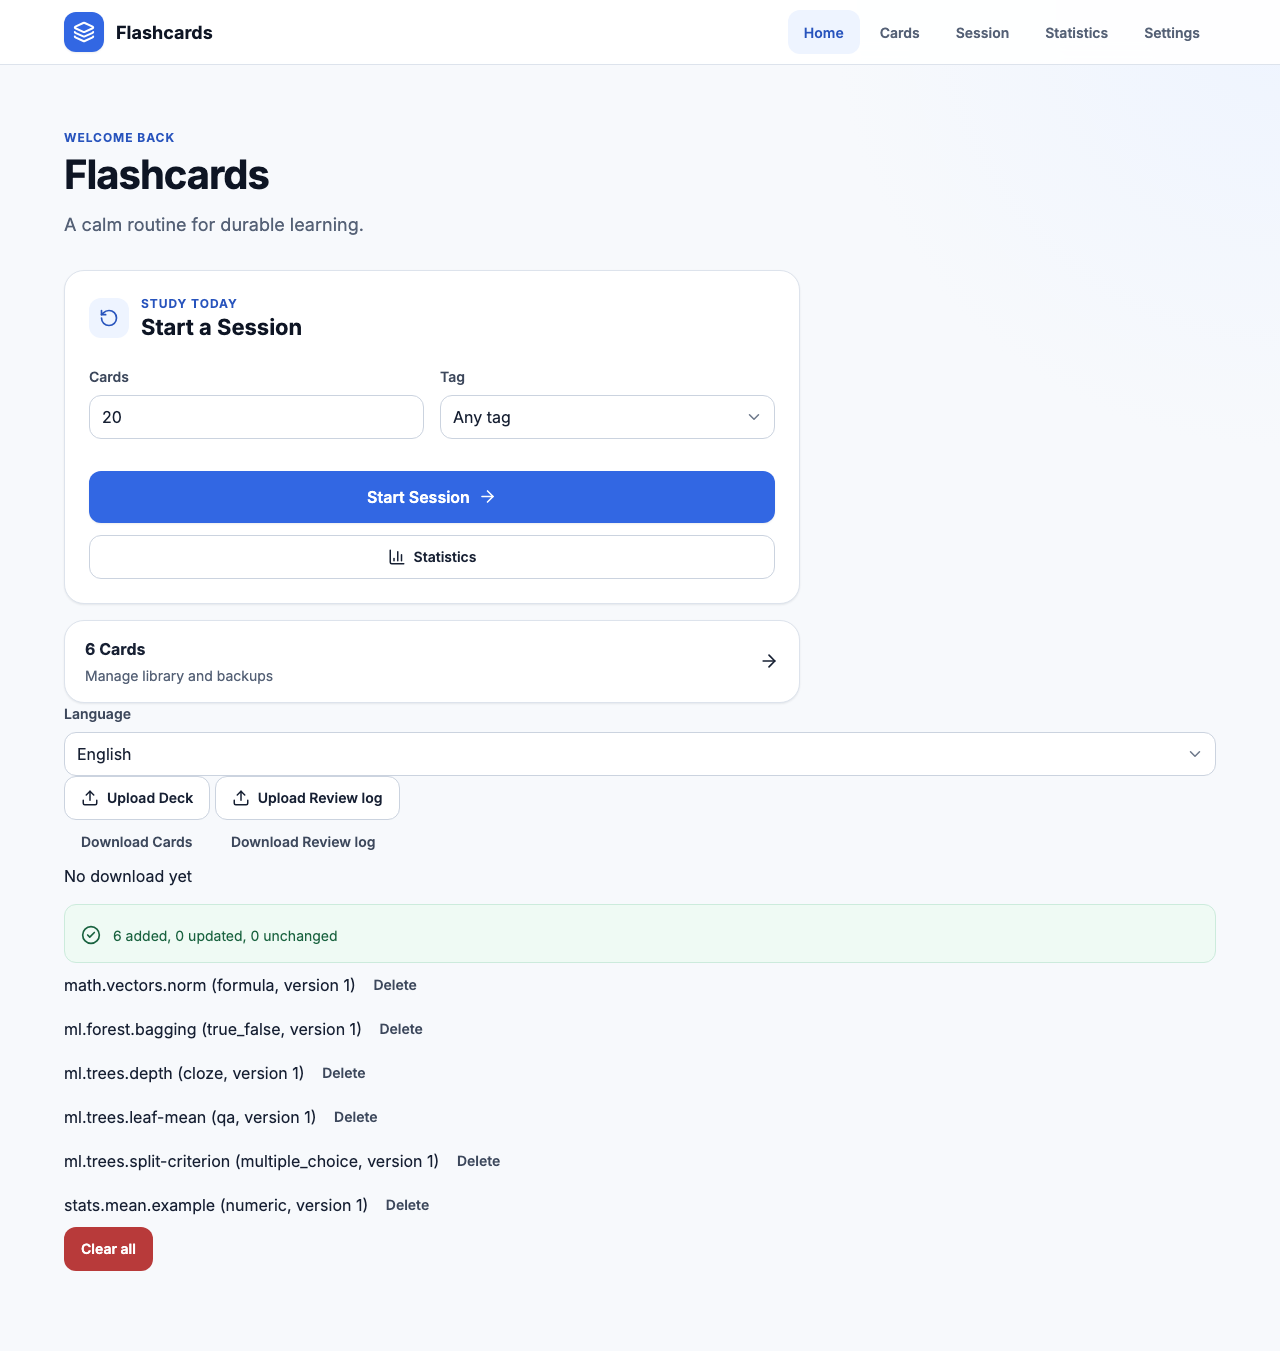 Flashcards
Home Cards Session Statistics Settings
WELCOME BACK
Flashcards
A calm routine for durable learning.
STUDY TODAY
Start a Session
Cards Tag
20 Any tag
Start Session
Statistics
6 Cards
Manage library and backups
Language
English
Upload Deck Upload Review log
Download Cards Download Review log
No download yet
6 added, 0 updated, 0 unchanged
math.vectors.norm (formula, version 1) Delete
ml.forest.bagging (true_false, version 1) Delete
ml.trees.depth (cloze, version 1) Delete
ml.trees.leaf-mean (qa, version 1) Delete
ml.trees.split-criterion (multiple_choice, version 1) Delete
stats.mean.example (numeric, version 1) Delete
Clear all